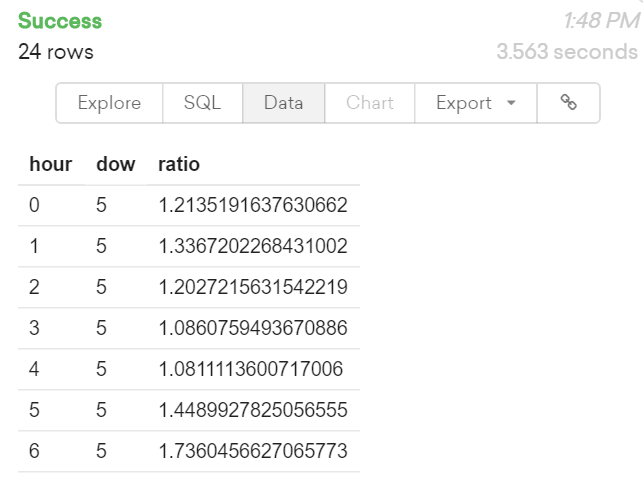 Success 1:48 PM
24 rows 3.563 seconds
Explore SQL Data Chart Export
hour dow ratio
0 5 1.2135191637630662
1 5 1.3367202268431002
2 5 1.2027215631542219
3 5 1.0860759493670886
4 5 1.0811113600717006
5 5 1.4489927825056555
6 5 1.7360456627065773